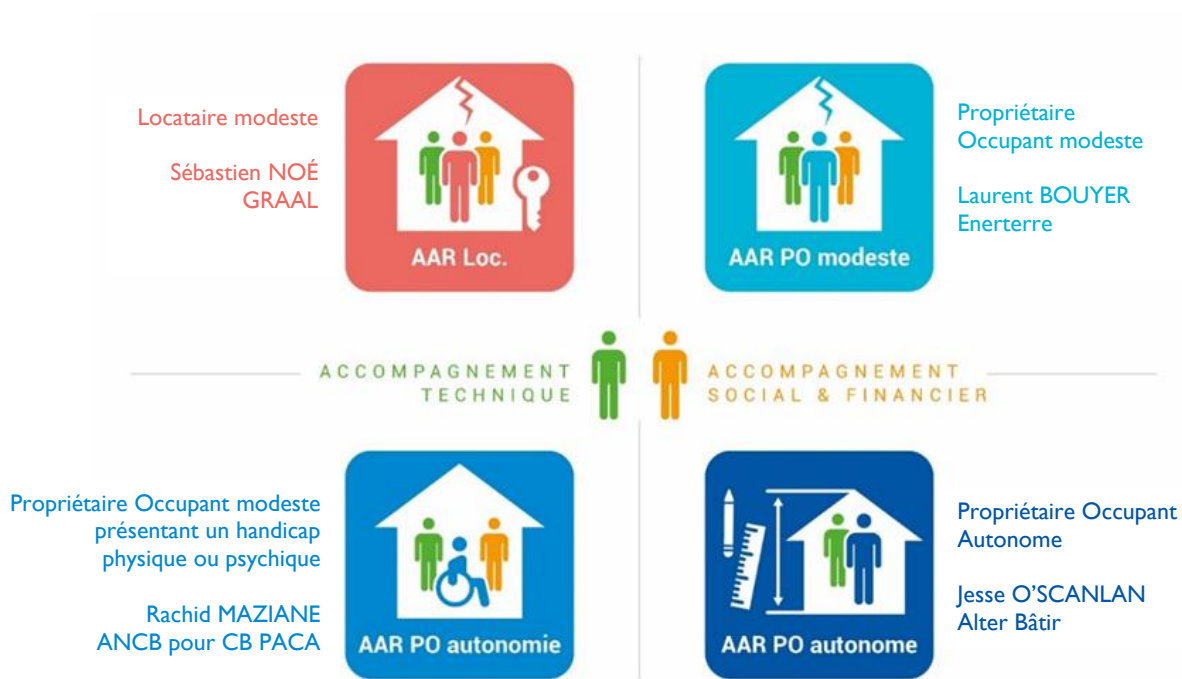 Locataire modeste
Sébastien NOÉ
GRAAL
AAR Loc.
AAR PO modeste
Propriétaire
Occupant modeste
Laurent BOUYER
Enerterre
ACCOMPAGNEMENT
TECHNIQUE
ACCOMPAGNEMENT
SOCIAL & FINANCIER
Propriétaire Occupant modeste
présentant un handicap
physique ou psychique
Rachid MAZIANE
ANCB pour CB PACA
AAR PO autonomie
AAR PO autonome
Propriétaire Occupant
Autonome
Jesse O’SCANLAN
Alter Bâtir